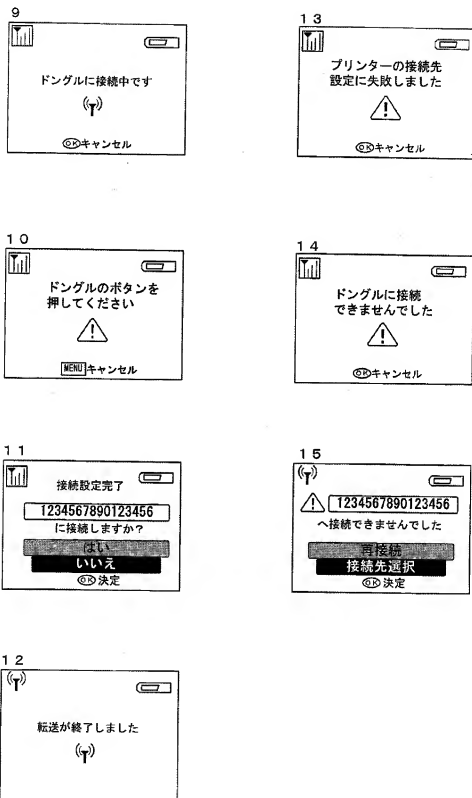 9
ドングルに接続中です
OKキャンセル
10
ドングルのボタンを
押してください
MENUキャンセル
11
接続設定完了
1234567890123456
に接続しますか?
はい
いいえ
OK決定
12
転送が終了しました
13
プリンターの接続先
設定に失敗しました
OKキャンセル
14
ドングルに接続
できませんでした
OKキャンセル
15
1234567890123456
へ接続できませんでした
再接続
接続先選択
OK決定